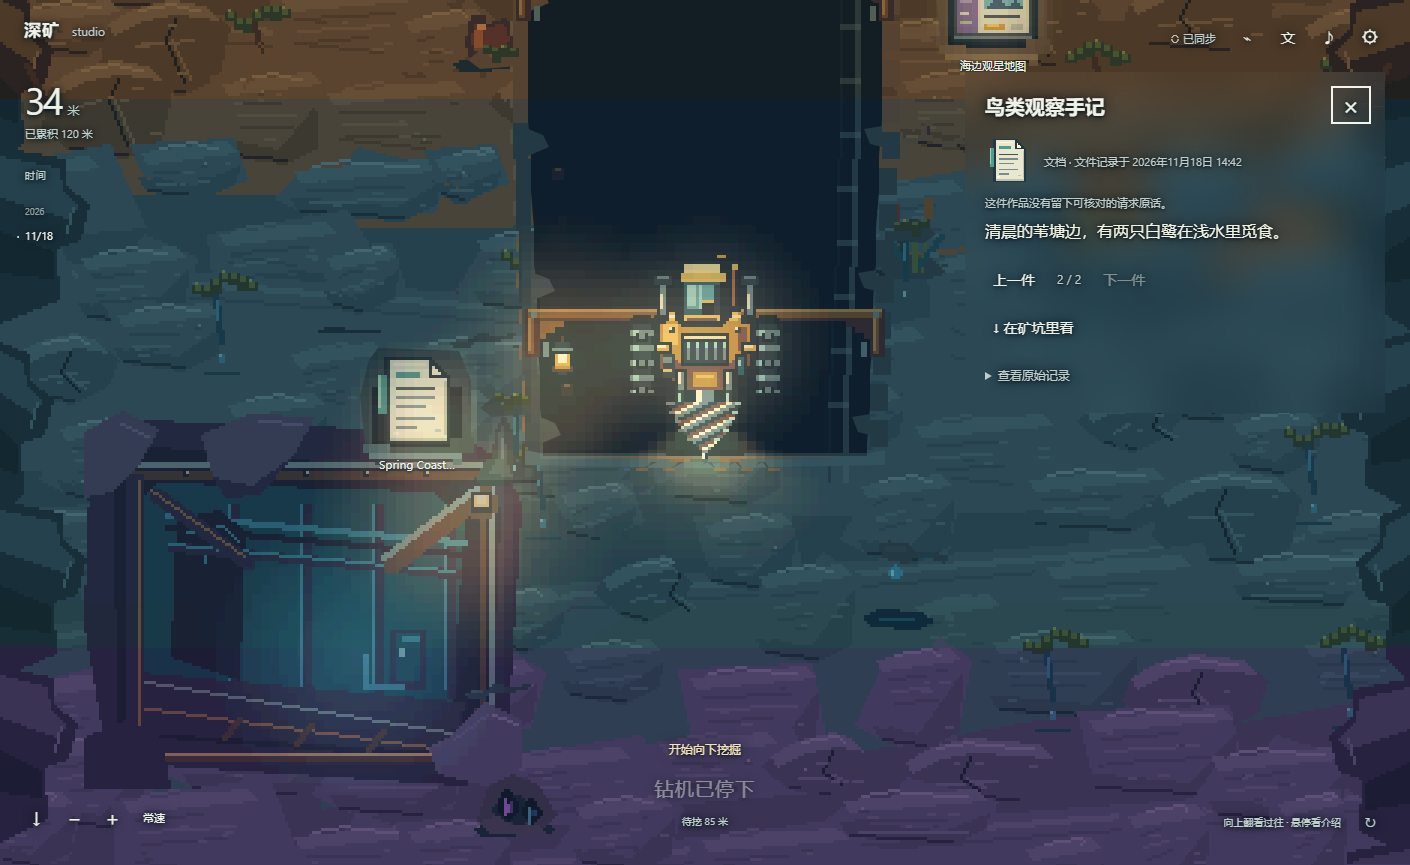 深矿 studio
34 米
已累积 120 米
时间
2026
· 11/18
已同步
文
海边观星地图
鸟类观察手记
文档 · 文件记录于 2026年11月18日 14:42
这件作品没有留下可核对的请求原话。
清晨的苇塘边，有两只白鹭在浅水里觅食。
上一件 2 / 2 下一件
↓ 在矿坑里看
▶ 查看原始记录
Spring Coast...
开始向下挖掘
钻机已停下
待挖 85 米
↓ − + 常速
向上翻看过往 · 悬停看介绍